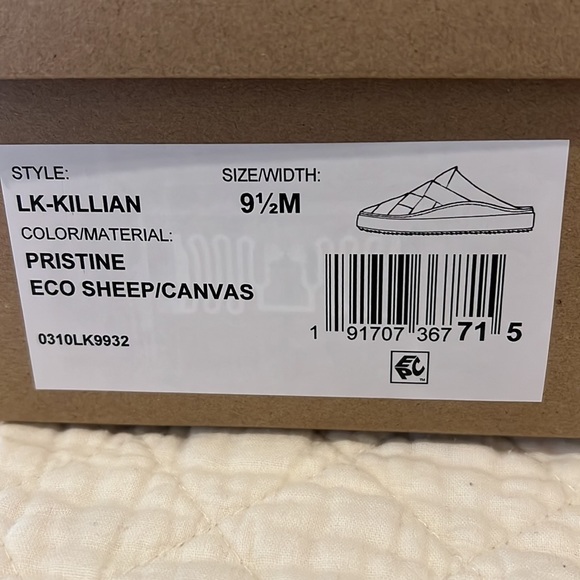 STYLE: SIZE/WIDTH:
LK-KILLIAN 9½M
COLOR/MATERIAL:
PRISTINE
ECO SHEEP/CANVAS
0310LK9932
1 91707 367 71 5
EPC™